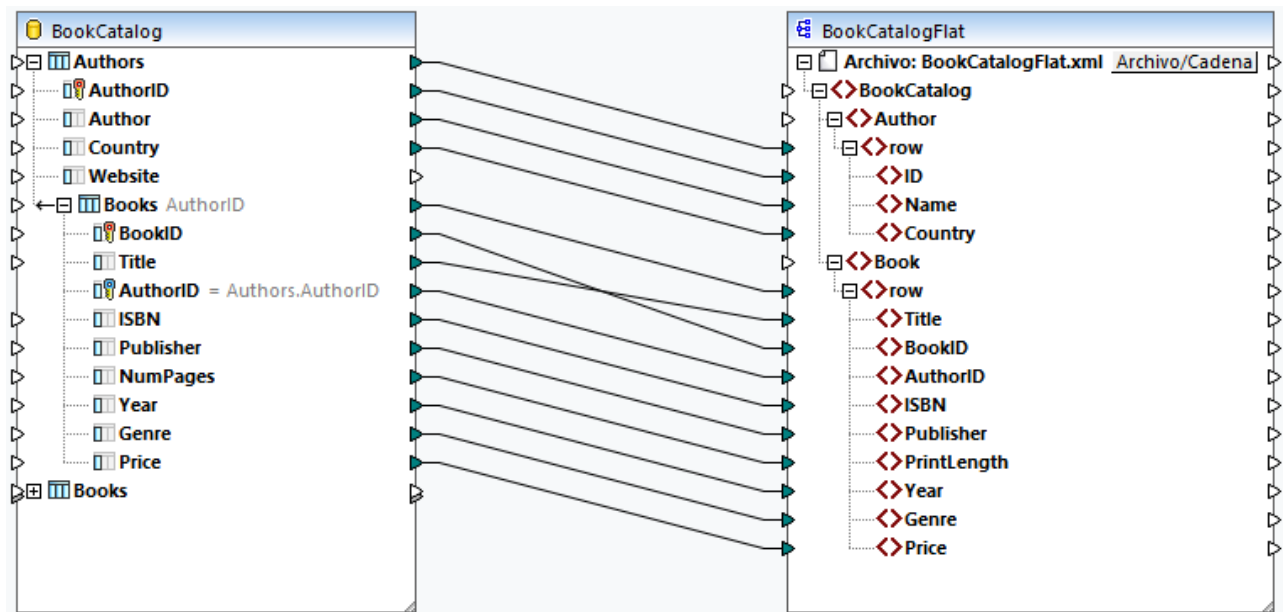 BookCatalog
Authors
AuthorID
Author
Country
Website
Books AuthorID
BookID
Title
AuthorID = Authors.AuthorID
ISBN
Publisher
NumPages
Year
Genre
Price
Books
BookCatalogFlat
Archivo: BookCatalogFlat.xml Archivo/Cadena
BookCatalog
Author
row
ID
Name
Country
Book
row
Title
BookID
AuthorID
ISBN
Publisher
PrintLength
Year
Genre
Price